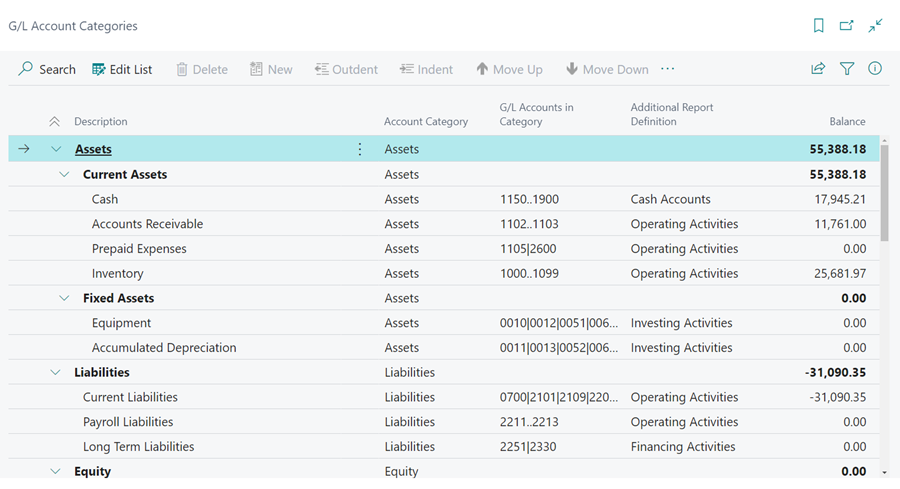 G/L Account Categories
Search Edit List Delete New Outdent Indent Move Up Move Down ...
G/L Accounts in Additional Report
Description Account Category Category Definition Balance
Assets Assets 55,388.18
Current Assets Assets 55,388.18
Cash Assets 1150..1900 Cash Accounts 17,945.21
Accounts Receivable Assets 1102..1103 Operating Activities 11,761.00
Prepaid Expenses Assets 1105|2600 Operating Activities 0.00
Inventory Assets 1000..1099 Operating Activities 25,681.97
Fixed Assets Assets 0.00
Equipment Assets 0010|0012|0051|006... Investing Activities 0.00
Accumulated Depreciation Assets 0011|0013|0052|006... Investing Activities 0.00
Liabilities Liabilities -31,090.35
Current Liabilities Liabilities 0700|2101|2109|220... Operating Activities -31,090.35
Payroll Liabilities Liabilities 2211..2213 Operating Activities 0.00
Long Term Liabilities Liabilities 2251|2330 Financing Activities 0.00
Equity Equity 0.00